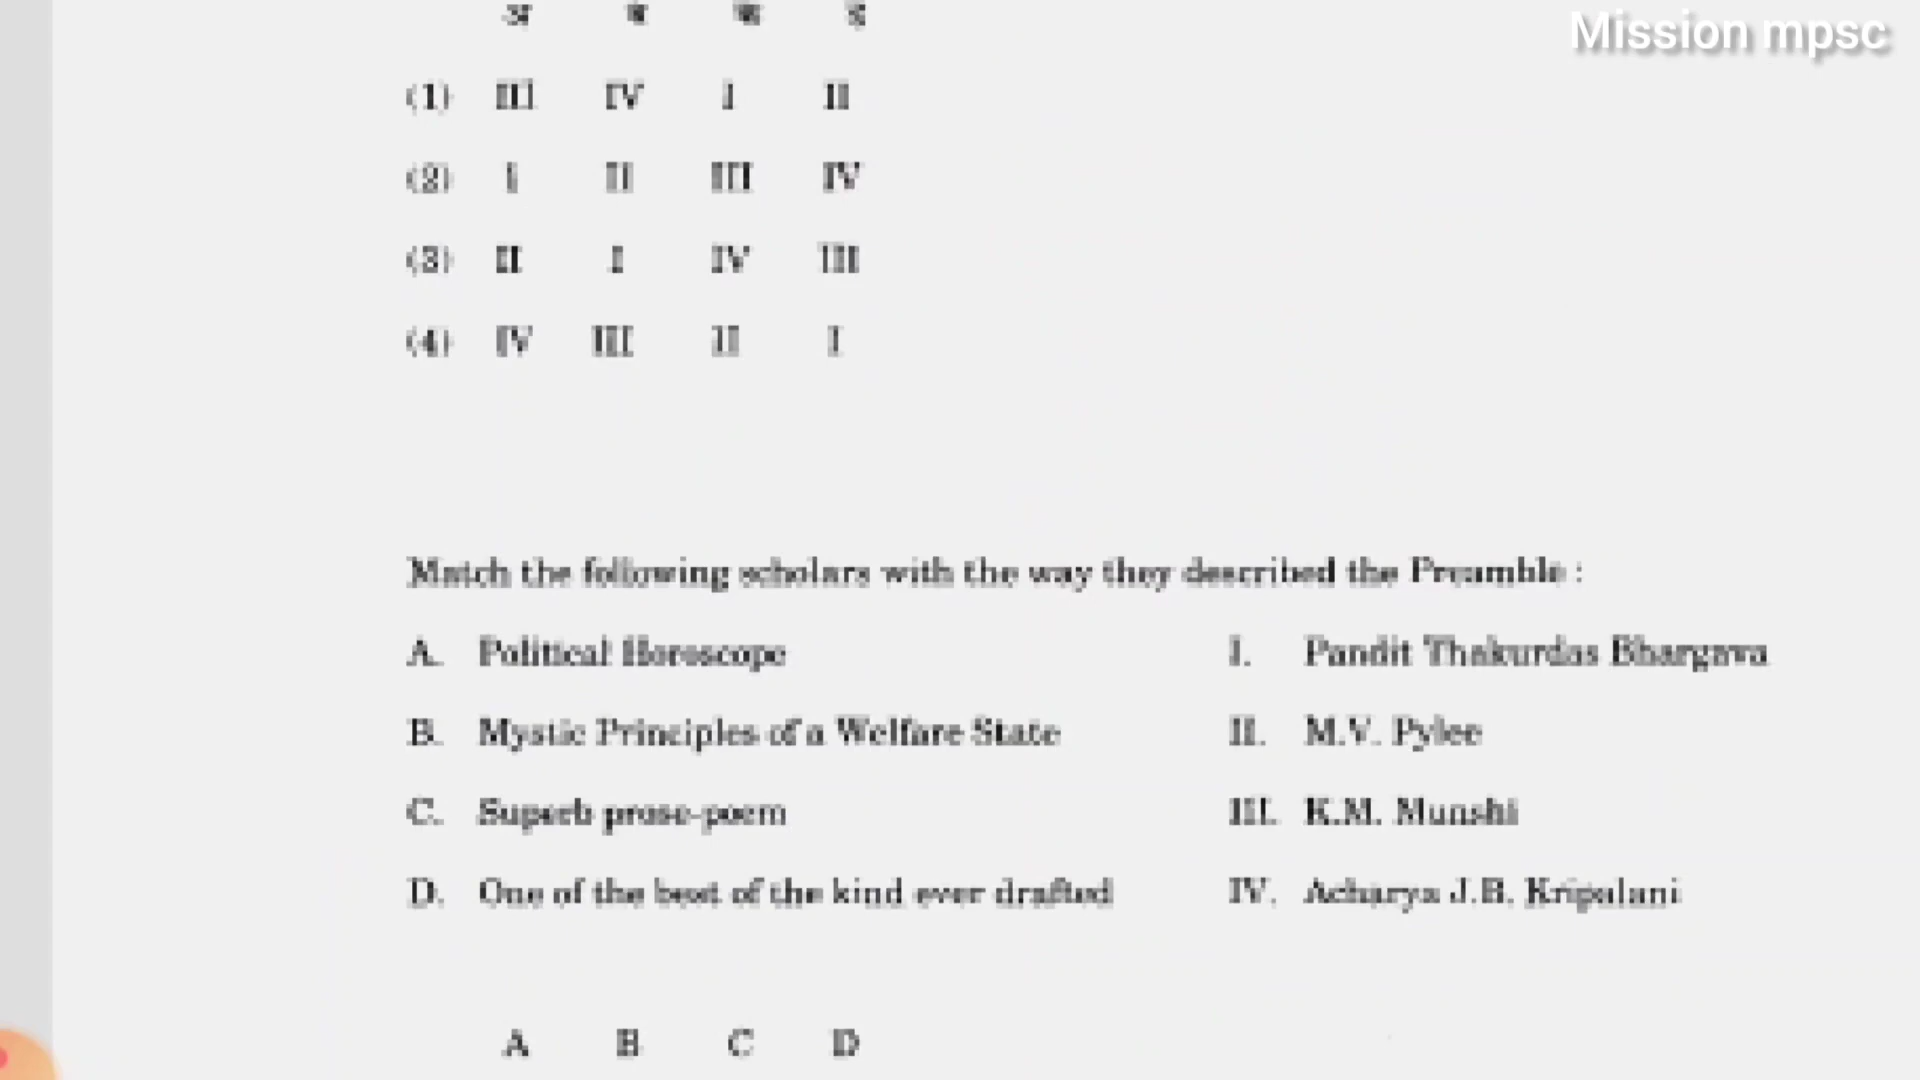 Mission mpsc
(1) III IV I II
(2) I II III IV
(3) II I IV III
(4) IV III II I
Match the following scholars with the way they described the Preamble :
A. Political Horoscope I. Pandit Thakurdas Bhargava
B. Mystic Principles of a Welfare State II. M.V. Pylee
C. Superb prose-poem III. K.M. Munshi
D. One of the best of the kind ever drafted IV. Acharya J.B. Kripalani
A B C D